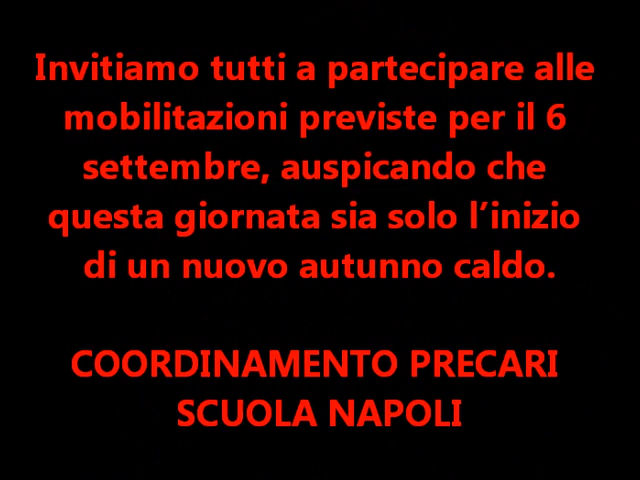 Invitiamo tutti a partecipare alle
mobilitazioni previste per il 6
settembre, auspicando che
questa giornata sia solo l’inizio
di un nuovo autunno caldo.
COORDINAMENTO PRECARI
SCUOLA NAPOLI